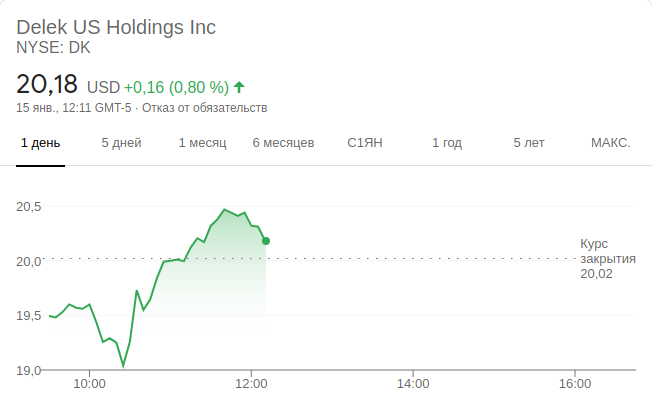 Delek US Holdings Inc
NYSE: DK
20,18 USD +0,16 (0,80 %)
15 янв., 12:11 GMT-5 · Отказ от обязательств
1 день 5 дней 1 месяц 6 месяцев С1ЯН 1 год 5 лет МАКС.
20,5
20,0
19,5
19,0
Курс
закрытия
20,02
10:00 12:00 14:00 16:00